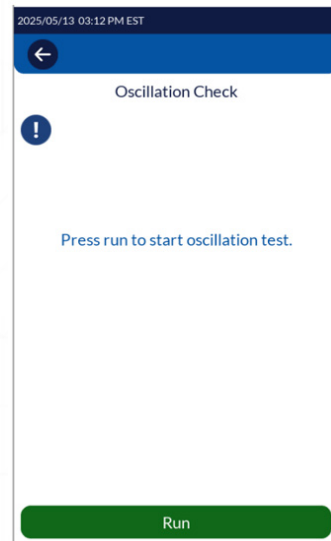 2025/05/13 03:12 PM EST
Oscillation Check
!
Press run to start oscillation test.
Run